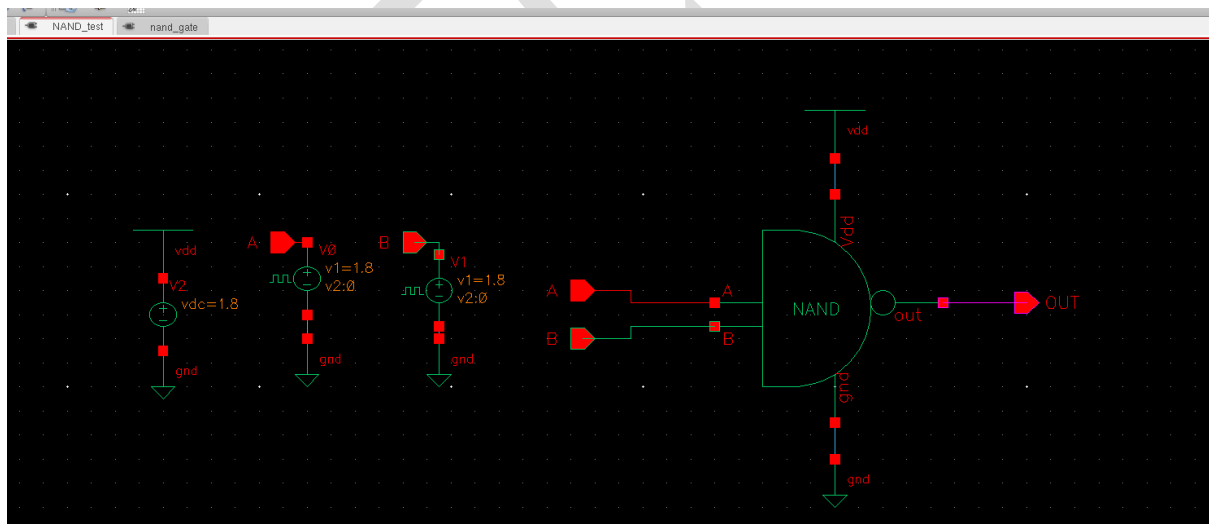 NAND_test
nand_gate
vdd
V2
vdc=1.8
gnd
A
V0
v1=1.8
v2:0
gnd
B
V1
v1=1.8
v2:0
gnd
A
A
B
B
vdd
Vdd
NAND
out
OUT
gnd
gnd